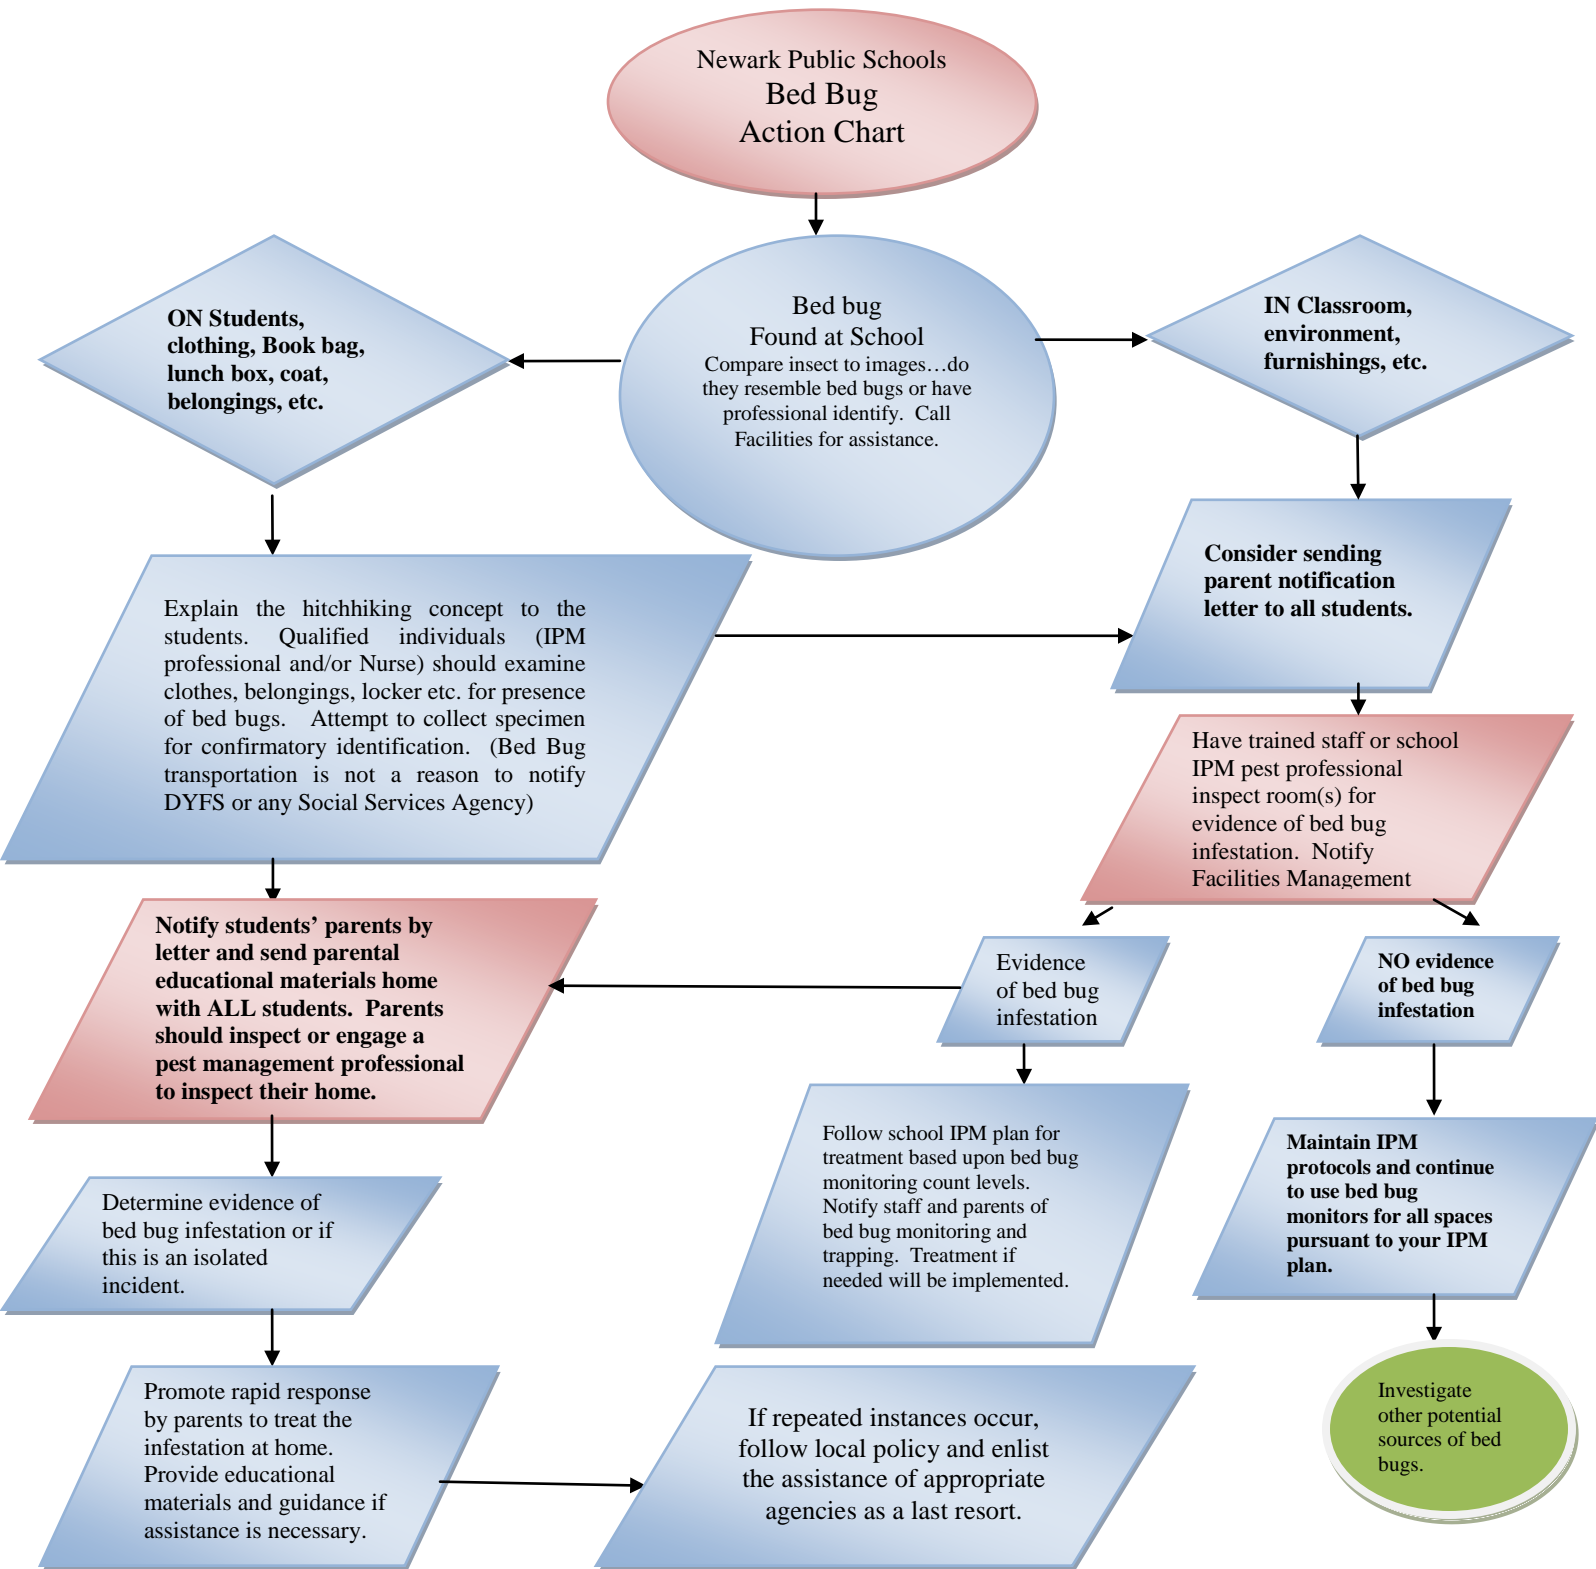 Newark Public Schools
Bed Bug
Action Chart
ON Students,
clothing, Book bag,
lunch box, coat,
belongings, etc.
Bed bug
Found at School
Compare insect to images…do
they resemble bed bugs or have
professional identify.  Call
Facilities for assistance.
IN Classroom,
environment,
furnishings, etc.
Explain the hitchhiking concept to the
students. Qualified individuals (IPM
professional and/or Nurse) should examine
clothes, belongings, locker etc. for presence
of bed bugs.  Attempt to collect specimen
for confirmatory identification.  (Bed Bug
transportation is not a reason to notify
DYFS or any Social Services Agency)
Consider sending
parent notification
letter to all students.
Have trained staff or school
IPM pest professional
inspect room(s) for
evidence of bed bug
infestation.  Notify
Facilities Management
Notify students’ parents by
letter and send parental
educational materials home
with ALL students.  Parents
should inspect or engage a
pest management professional
to inspect their home.
Evidence
of bed bug
infestation
NO evidence
of bed bug
infestation
Determine evidence of
bed bug infestation or if
this is an isolated
incident.
Follow school IPM plan for
treatment based upon bed bug
monitoring count levels.
Notify staff and parents of
bed bug monitoring and
trapping.  Treatment if
needed will be implemented.
Maintain IPM
protocols and continue
to use bed bug
monitors for all spaces
pursuant to your IPM
plan.
Promote rapid response
by parents to treat the
infestation at home.
Provide educational
materials and guidance if
assistance is necessary.
If repeated instances occur,
follow local policy and enlist
the assistance of appropriate
agencies as a last resort.
Investigate
other potential
sources of bed
bugs.